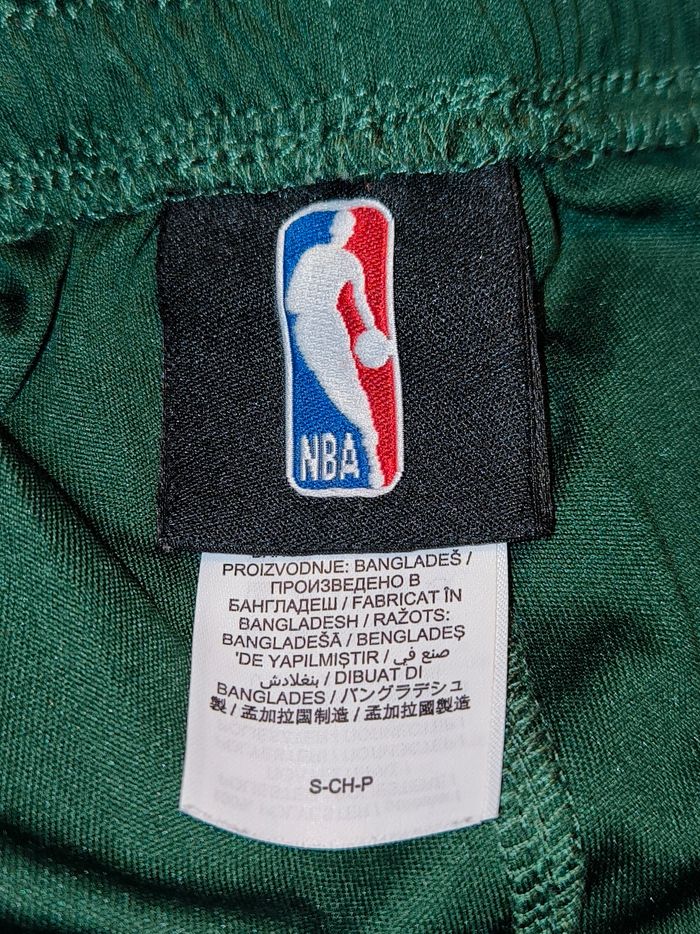 NBA
PROIZVODNJE: BANGLADEŠ /
ПРОИЗВЕДЕНО В
БАНГЛАДЕШ / FABRICAT ÎN
BANGLADESH / RAŽOTS:
BANGLADEŠĀ / BENGLADEŞ
'DE YAPILMIŞTIR / صنع في
بنغلادش / DIBUAT DI
BANGLADES / バングラデシュ
製 / 孟加拉国制造 / 孟加拉國製造
S-CH-P